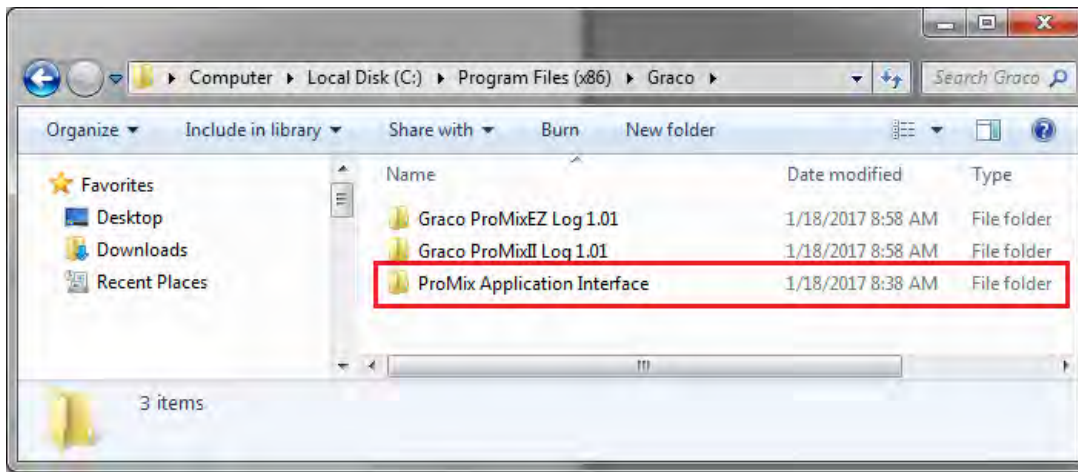 Computer Local Disk (C:) Program Files (x86) Graco Search Graco
Organize Include in library Share with Burn New folder
Name Date modified Type
Favorites
Desktop
Downloads
Recent Places
Graco ProMixEZ Log 1.01 1/18/2017 8:58 AM File folder
Graco ProMixII Log 1.01 1/18/2017 8:58 AM File folder
ProMix Application Interface 1/18/2017 8:38 AM File folder
3 items